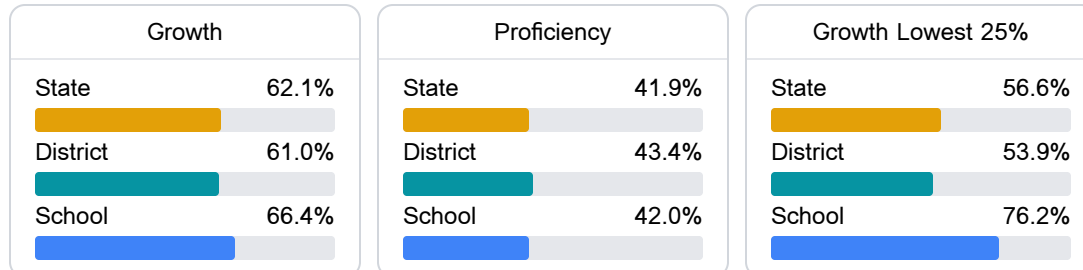 Growth
State 62.1%
District 61.0%
School 66.4%
Proficiency
State 41.9%
District 43.4%
School 42.0%
Growth Lowest 25%
State 56.6%
District 53.9%
School 76.2%